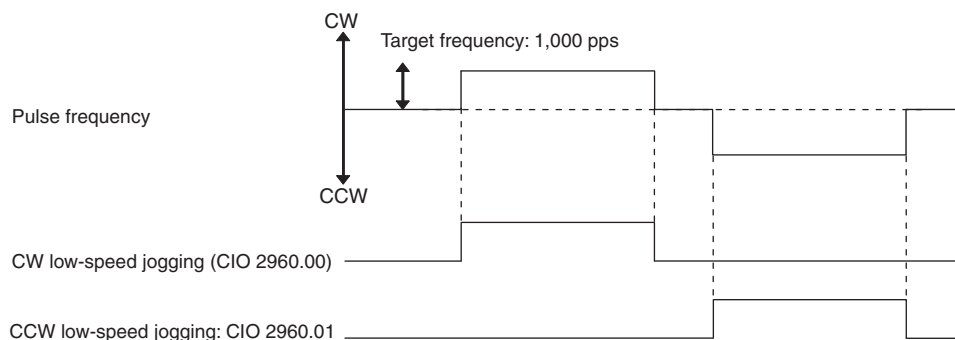 CW
Target frequency: 1,000 pps
Pulse frequency
CCW
CW low-speed jogging (CIO 2960.00)
CCW low-speed jogging: CIO 2960.01